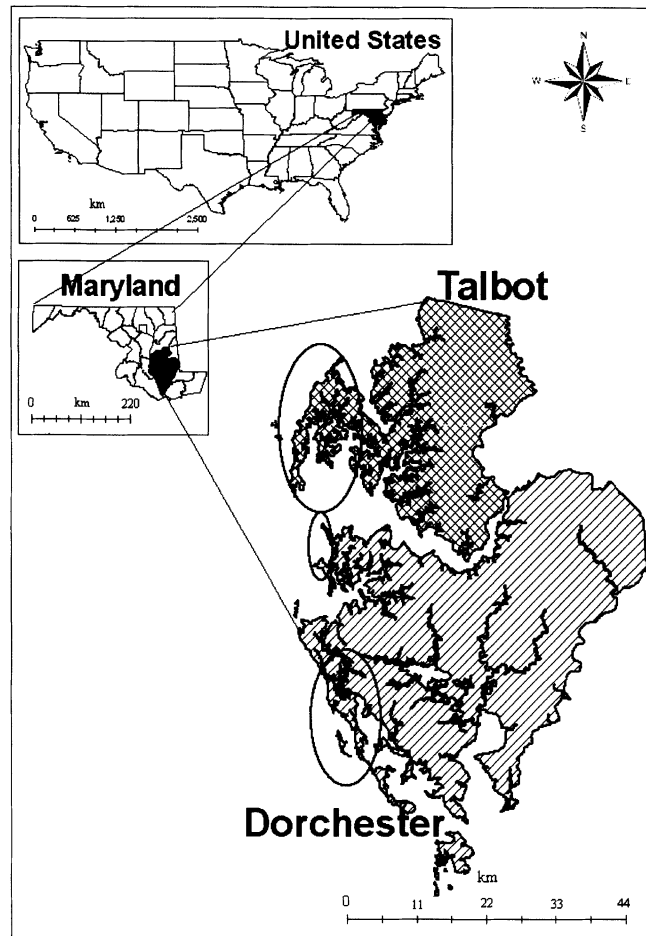 United States
N
W E
S
km
0 625 1,250 2,500
Maryland
0 km 220
Talbot
Dorchester
km
0 11 22 33 44